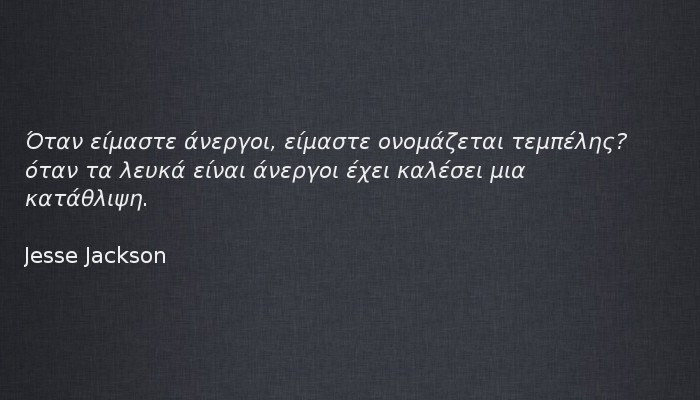 Όταν είμαστε άνεργοι, είμαστε ονομάζεται τεμπέλης?
όταν τα λευκά είναι άνεργοι έχει καλέσει μια
κατάθλιψη.
Jesse Jackson